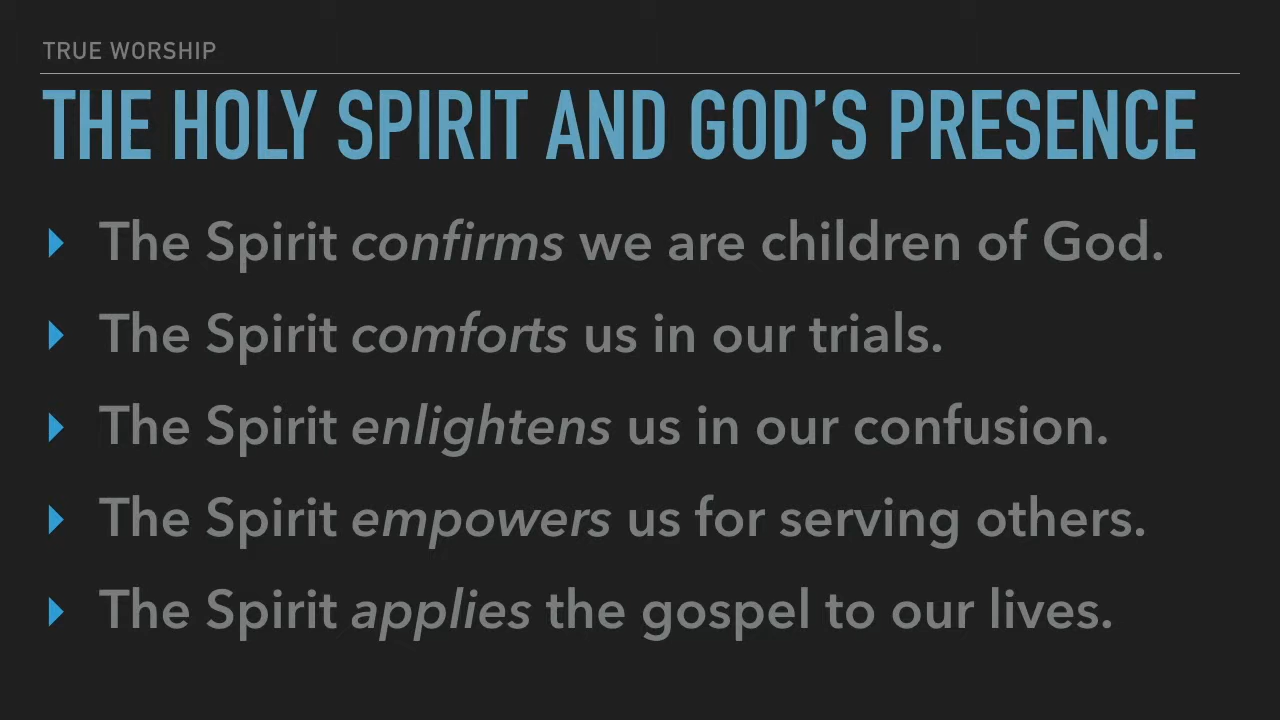 TRUE WORSHIP
THE HOLY SPIRIT AND GOD’S PRESENCE
The Spirit confirms we are children of God.
The Spirit comforts us in our trials.
The Spirit enlightens us in our confusion.
The Spirit empowers us for serving others.
The Spirit applies the gospel to our lives.